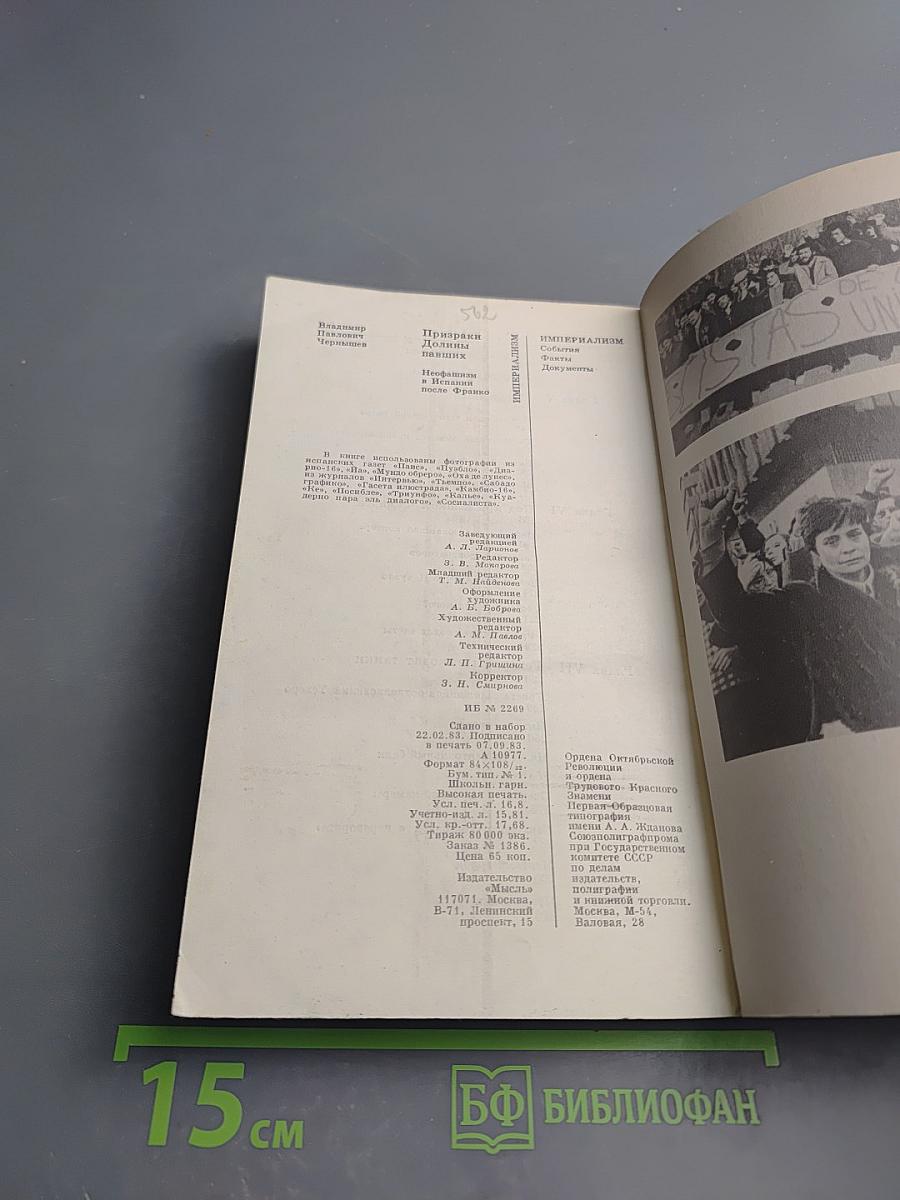 562
Владимир
Павлович
Чернышев
Призраки
Долины
павших
Неофашизм
в Испании
после Франко
ИМПЕРИАЛИЗМ
ИМПЕРИАЛИЗМ
События
Факты
Документы
В книге использованы фотографии из
испанских газет «Паис», «Пуэбло», «Диа-
рио-16», «Йа», «Мундо обреро», «Оха де лунес»,
из журналов «Интервью», «Тьемпо», «Сабадо
графико», «Гасета илюстрада», «Камбио-16»,
«Ке», «Посибле», «Триунфо», «Калье», «Куа-
дерно пара эль диалого», «Сосиалиста».
Заведующий
редакцией
А. Л. Ларионов
Редактор
З. В. Макарова
Младший редактор
Т. М. Найденова
Оформление
художника
А. Б. Боброва
Художественный
редактор
А. М. Павлов
Технический
редактор
Л. П. Гришина
Корректор
З. Н. Смирнова
ИБ № 2269
Сдано в набор
22.02.83. Подписано
в печать 07.09.83.
А 10977.
Формат 84×108/32.
Бум. тип. № 1.
Школьн. гарн.
Высокая печать.
Усл. печ. л. 16,8.
Учетно-изд. л. 15,81.
Усл. кр.-отт. 17,68.
Тираж 80 000 экз.
Заказ № 1386.
Цена 65 коп.
Издательство
«Мысль»
117071. Москва,
В-71, Ленинский
проспект, 15
Ордена Октябрьской
Революции
и ордена
Трудового Красного
Знамени
Первая Образцовая
типография
имени А. А. Жданова
Союзполиграфпрома
при Государственном
комитете СССР
по делам
издательств,
полиграфии
и книжной торговли.
Москва, М-54,
Валовая, 28
DE
UN
15 см
БФ БИБЛИОФАН